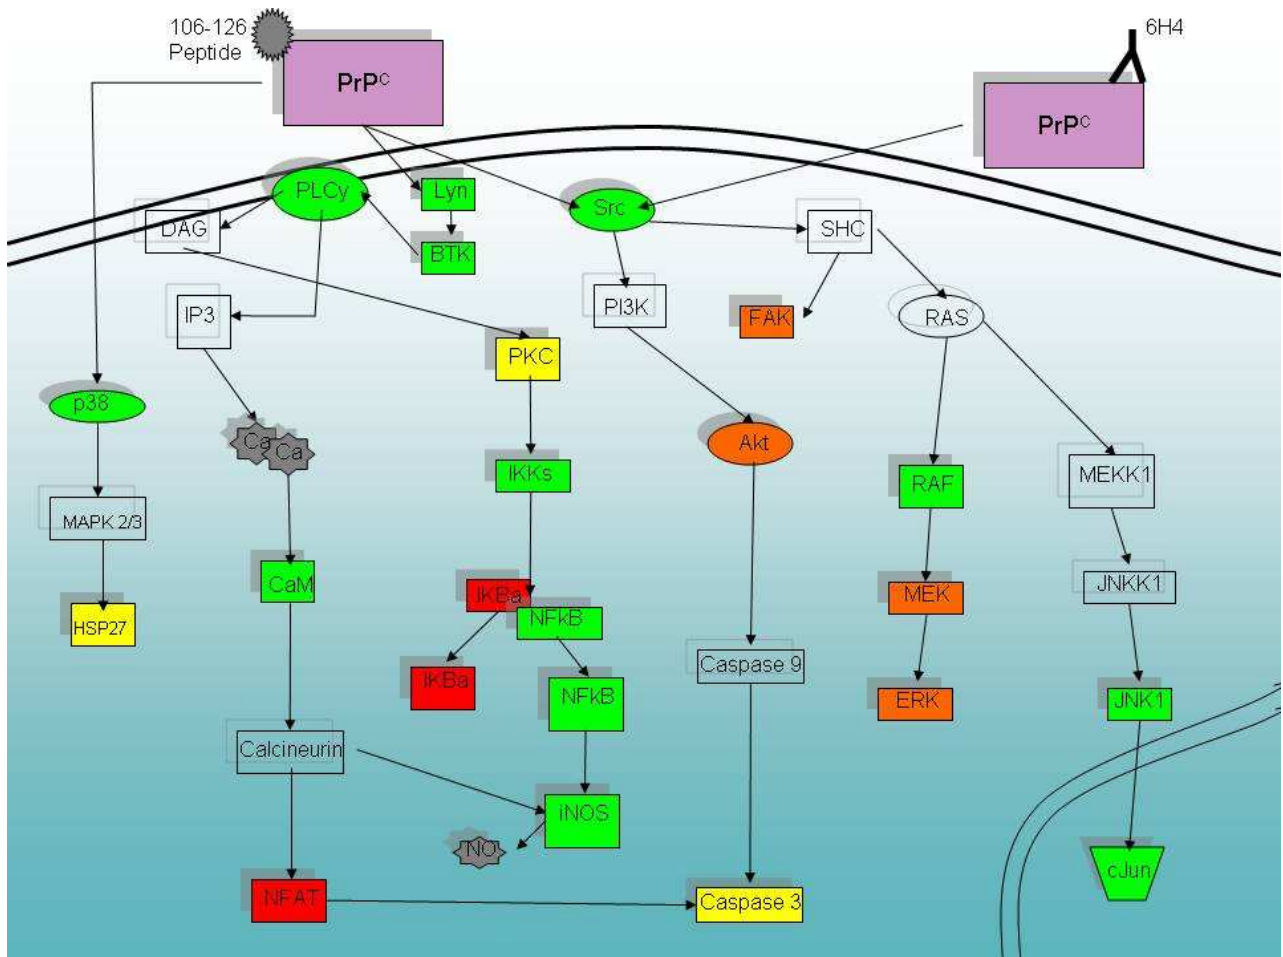 106-126
Peptide
PrPᶜ
6H4
PrPᶜ
PLCy
Lyn
Src
DAG
BTK
SHC
IP3
PI3K
FAK
RAS
PKC
p38
Akt
Ca
Ca
IKKs
RAF
MEKK1
MAPK 2/3
CaM
IKBa
NFkB
MEK
JNKK1
HSP27
IKBa
NFkB
Caspase 9
ERK
JNK1
Calcineurin
iNOS
NO
cJun
NFAT
Caspase 3